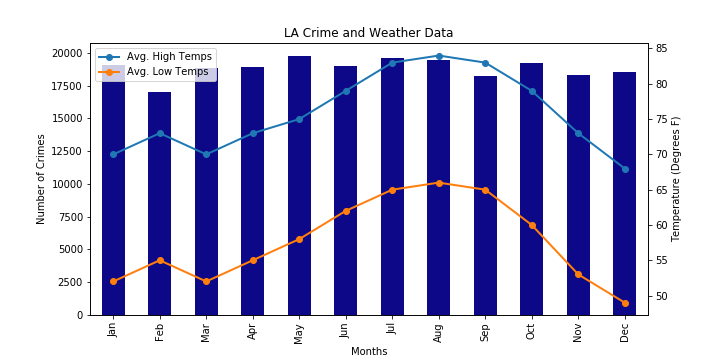 LA Crime and Weather Data
Avg. High Temps
Avg. Low Temps
Number of Crimes
20000
17500
15000
12500
10000
7500
5000
2500
0
85
80
75
70
65
60
55
50
Temperature (Degrees F)
Jan Feb Mar Apr May Jun Jul Aug Sep Oct Nov Dec
Months